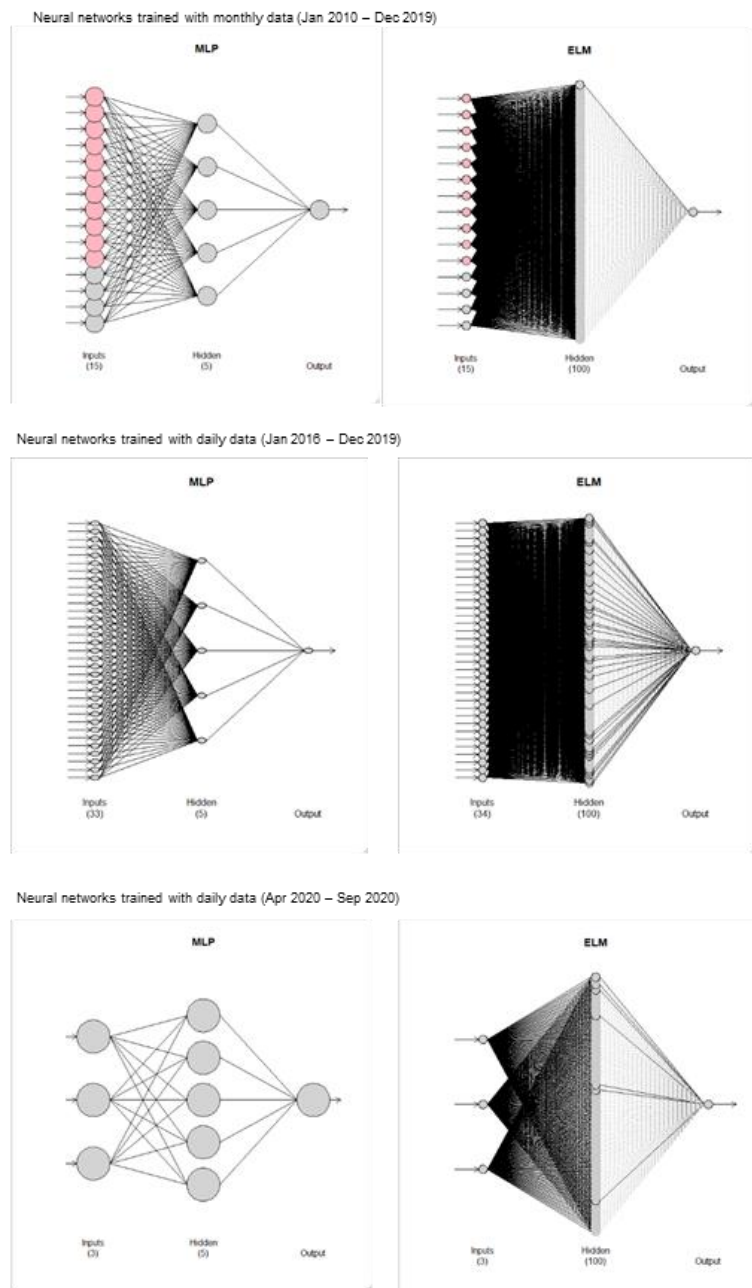 Neural networks trained with monthly data (Jan 2010 – Dec 2019)
MLP
Inputs
(15)
Hidden
(5)
Output
ELM
Inputs
(15)
Hidden
(100)
Output
Neural networks trained with daily data (Jan 2016 – Dec 2019)
MLP
Inputs
(33)
Hidden
(5)
Output
ELM
Inputs
(34)
Hidden
(100)
Output
Neural networks trained with daily data (Apr 2020 – Sep 2020)
MLP
Inputs
(3)
Hidden
(5)
Output
ELM
Inputs
(3)
Hidden
(100)
Output